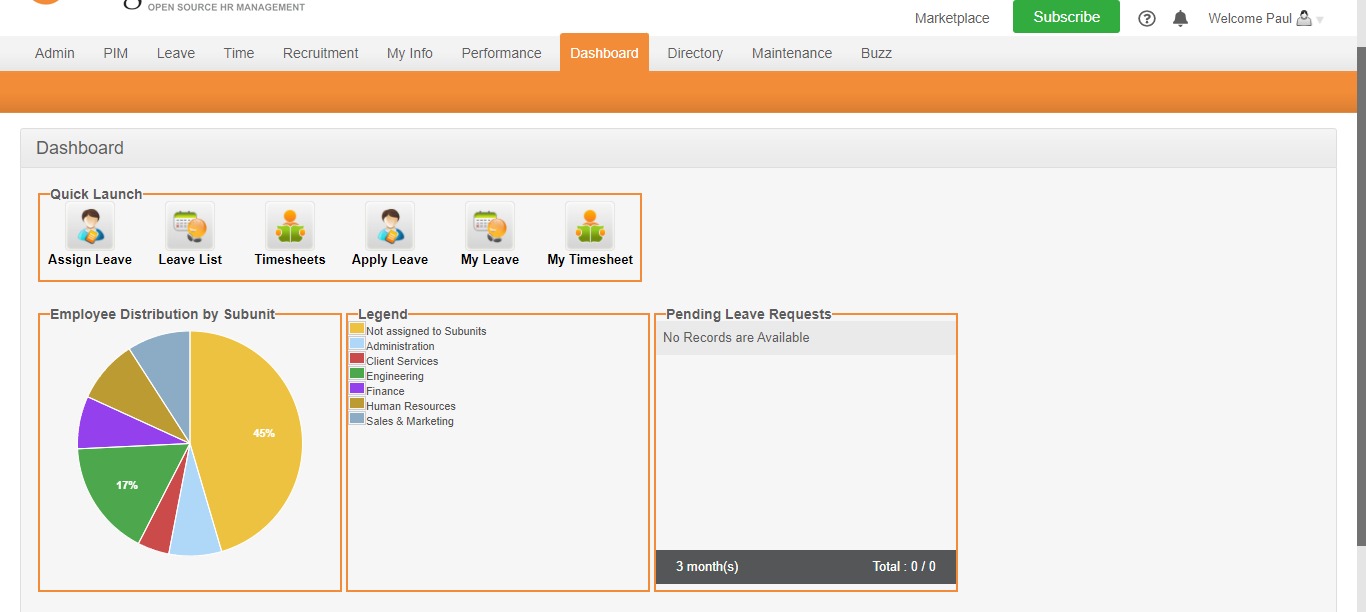 OPEN SOURCE HR MANAGEMENT
Marketplace
Subscribe
Welcome Paul
Admin PIM Leave Time Recruitment My Info Performance Dashboard Directory Maintenance Buzz
Dashboard
Quick Launch
Assign Leave Leave List Timesheets Apply Leave My Leave My Timesheet
Employee Distribution by Subunit
45%
17%
Legend
Not assigned to Subunits
Administration
Client Services
Engineering
Finance
Human Resources
Sales & Marketing
Pending Leave Requests
No Records are Available
3 month(s) Total : 0 / 0